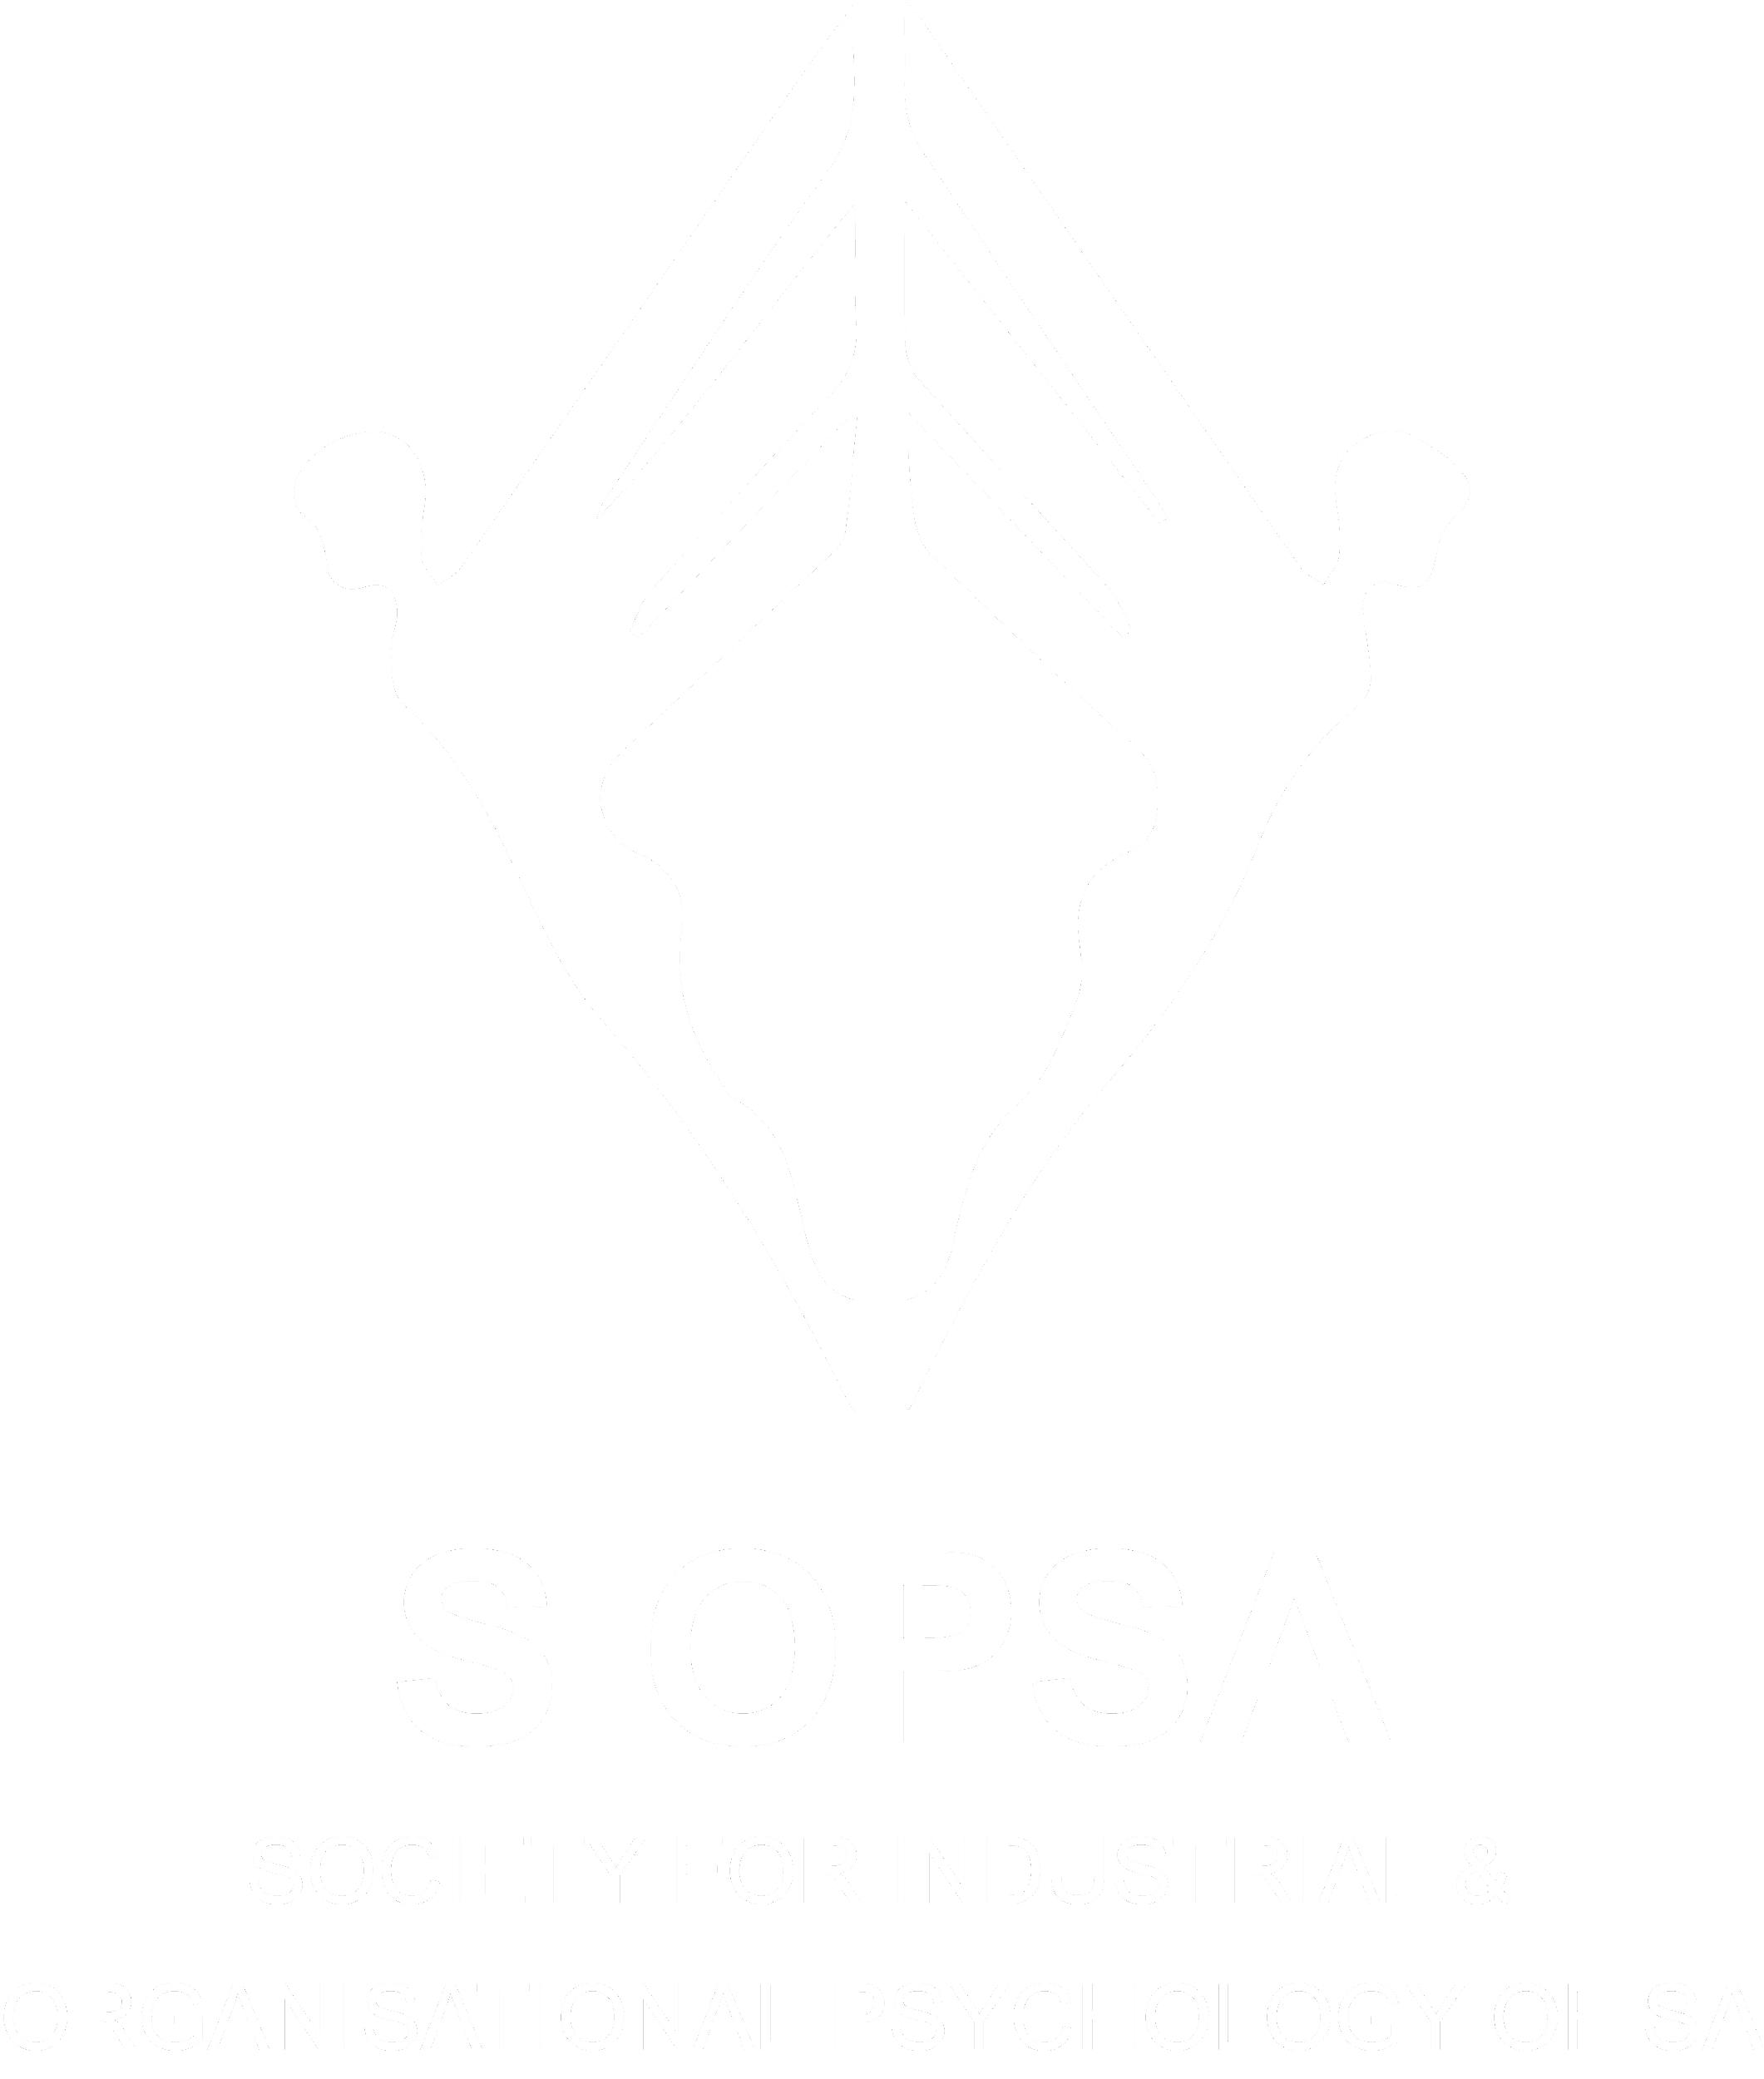 SIOPSA
SOCIETY FOR INDUSTRIAL &
ORGANISATIONAL PSYCHOLOGY OF SA